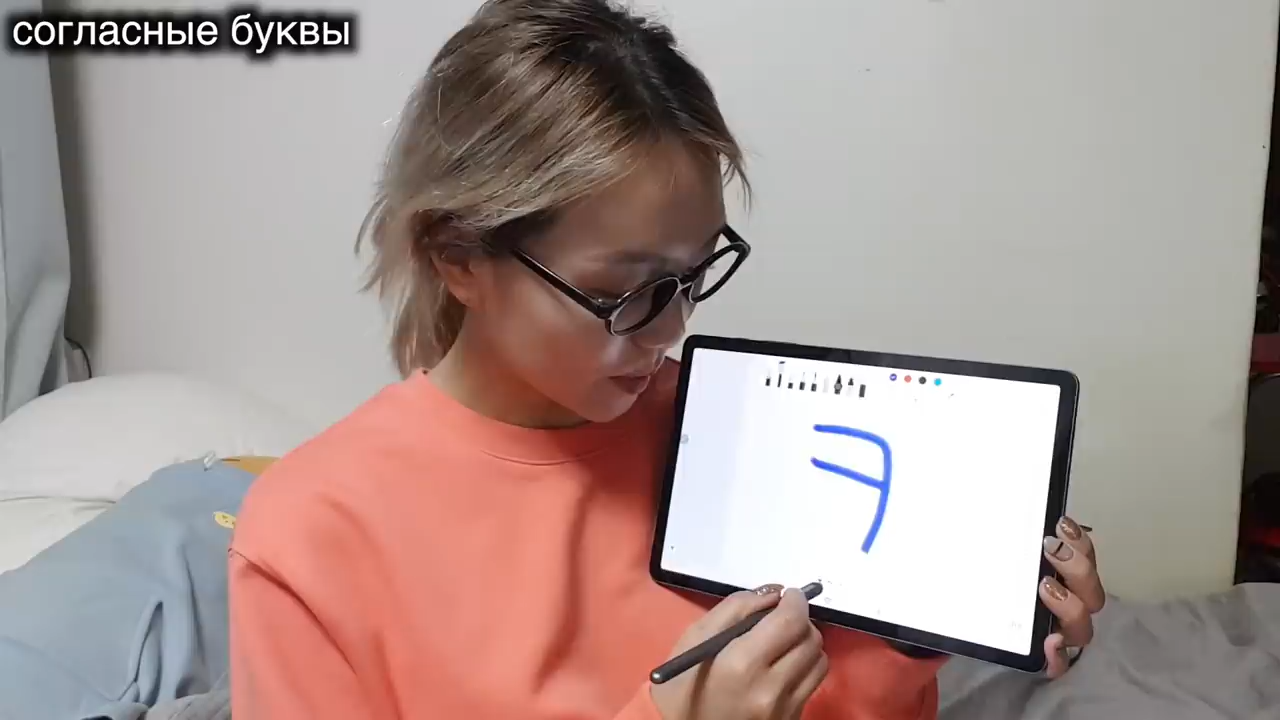 согласные буквы
ㅋ